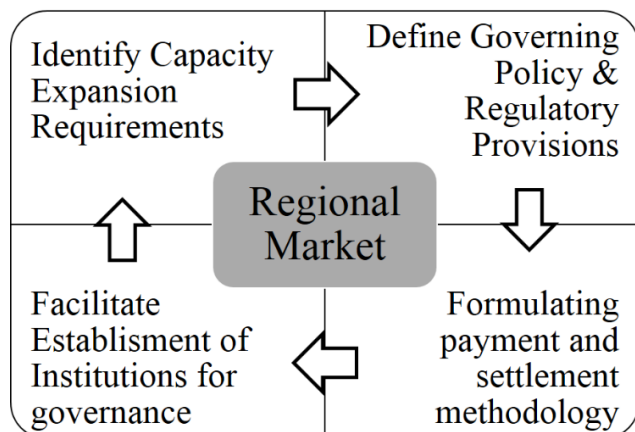 Identify Capacity
Expansion
Requirements
Define Governing
Policy &
Regulatory
Provisions
Regional
Market
Facilitate
Establisment of
Institutions for
governance
Formulating
payment and
settlement
methodology